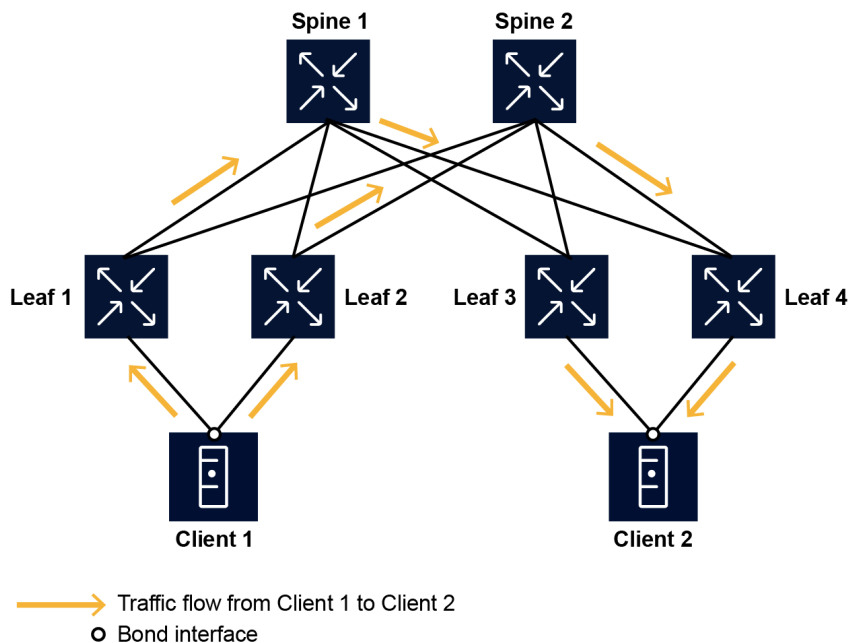 Spine 1
Spine 2
Leaf 1
Leaf 2
Leaf 3
Leaf 4
Client 1
Client 2
Traffic flow from Client 1 to Client 2
Bond interface